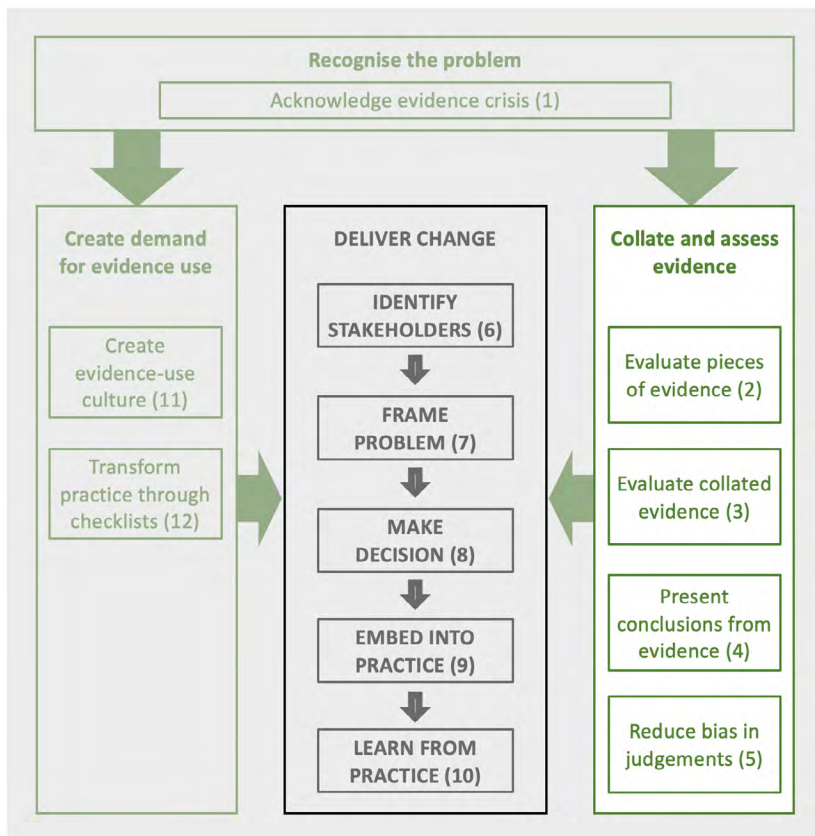 Recognise the problem
Acknowledge evidence crisis (1)
Create demand
for evidence use
Create
evidence-use
culture (11)
Transform
practice through
checklists (12)
DELIVER CHANGE
IDENTIFY
STAKEHOLDERS (6)
FRAME
PROBLEM (7)
MAKE
DECISION (8)
EMBED INTO
PRACTICE (9)
LEARN FROM
PRACTICE (10)
Collate and assess
evidence
Evaluate pieces
of evidence (2)
Evaluate collated
evidence (3)
Present
conclusions from
evidence (4)
Reduce bias in
judgements (5)